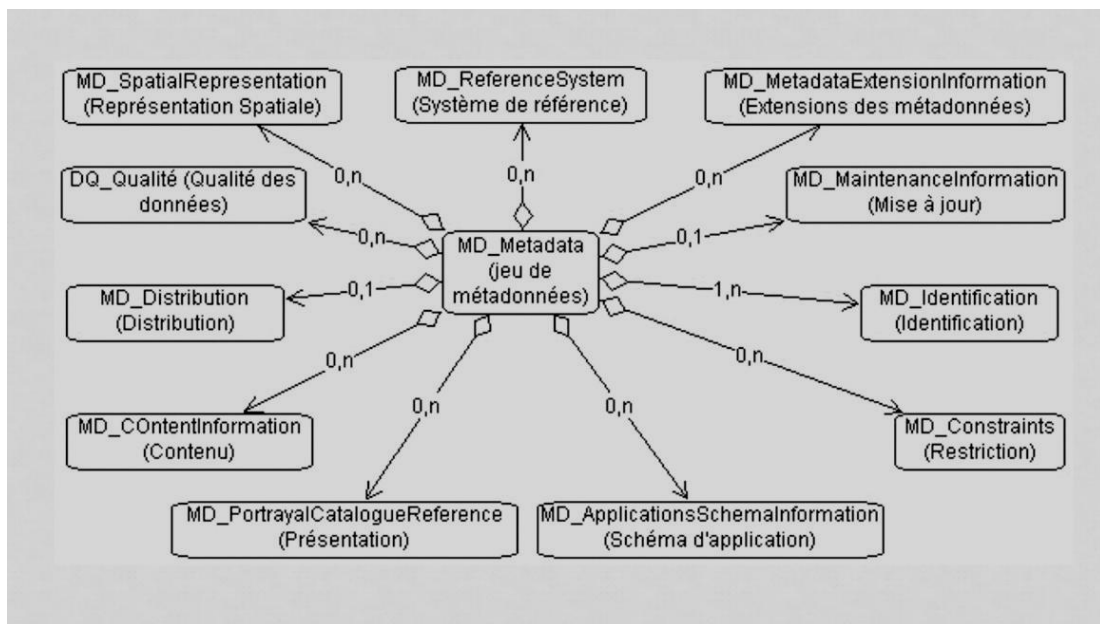 MD_SpatialRepresentation
(Représentation Spatiale)
MD_ReferenceSystem
(Système de référence)
MD_MetadataExtensionInformation
(Extensions des métadonnées)
0,n
0,n
0,n
DQ_Qualité (Qualité des
données)
MD_MaintenanceInformation
(Mise à jour)
0,n
0,1
MD_Metadata
(jeu de
métadonnées)
MD_Distribution
(Distribution)
0,1
1,n
MD_Identification
(Identification)
0,n
0,n
MD_COntentInformation
(Contenu)
0,n
0,n
MD_Constraints
(Restriction)
MD_PortrayalCatalogueReference
(Présentation)
MD_ApplicationsSchemaInformation
(Schéma d'application)